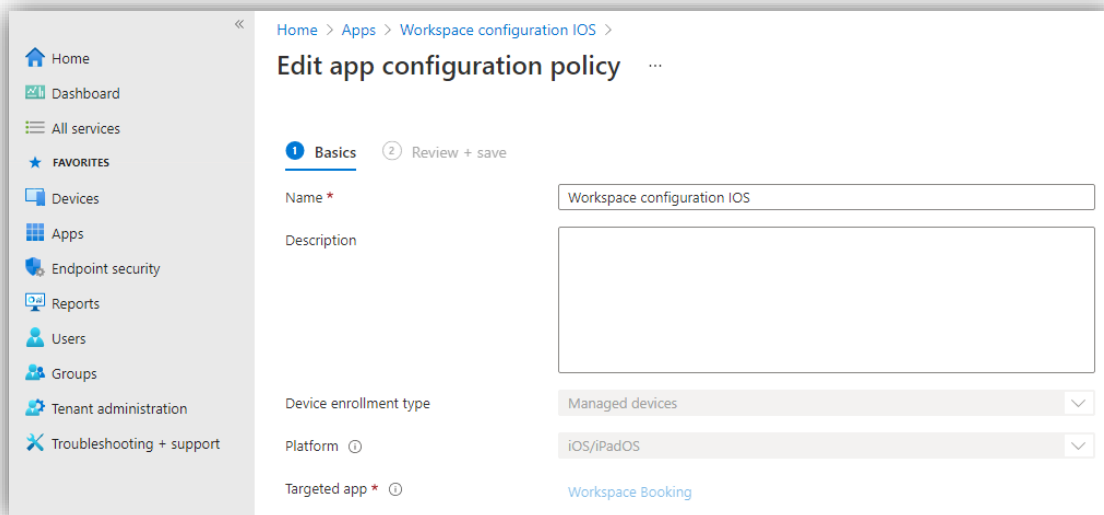 «
Home
Dashboard
All services
FAVORITES
Devices
Apps
Endpoint security
Reports
Users
Groups
Tenant administration
Troubleshooting + support
Home > Apps > Workspace configuration IOS >
Edit app configuration policy ...
1 Basics 2 Review + save
Name * Workspace configuration IOS
Description
Device enrollment type Managed devices
Platform Ⓘ iOS/iPadOS
Targeted app * Ⓘ Workspace Booking